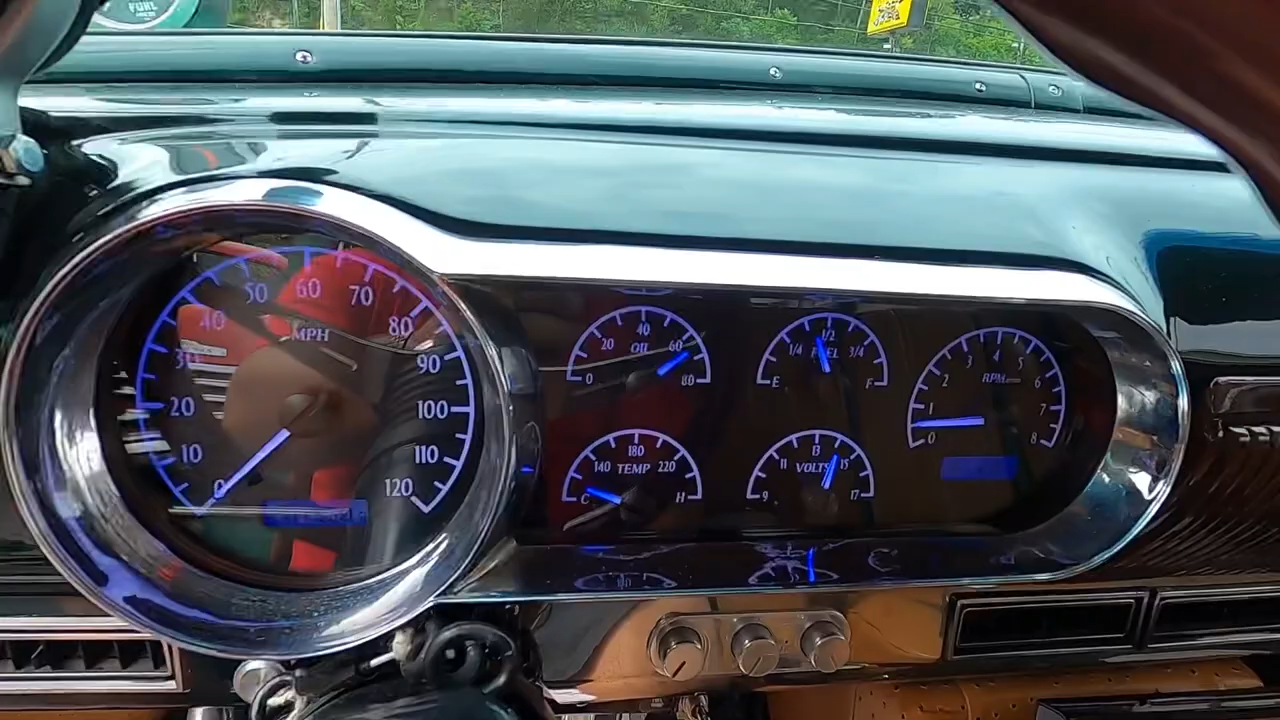 FUEL
0 10 20 30 40 50 60 70 80 90 100 110 120
MPH
0 20 40 60 80
OIL
E 1/4 1/2 3/4 F
FUEL
0 1 2 3 4 5 6 7 8
RPM
C 140 180 220 H
TEMP
9 11 13 15 17
VOLTS